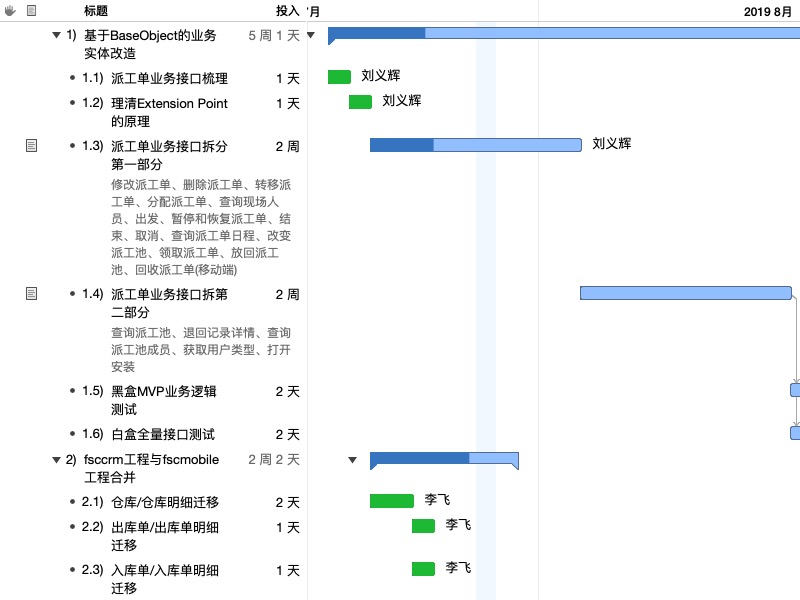 标题 投入 '月 2019 8月
1) 基于BaseObject的业务 5 周 1 天
实体改造
• 1.1) 派工单业务接口梳理 1 天 刘义辉
• 1.2) 理清Extension Point 1 天 刘义辉
的原理
• 1.3) 派工单业务接口拆分 2 周 刘义辉
第一部分
修改派工单、删除派工单、转移派
工单、分配派工单、查询现场人
员、出发、暂停和恢复派工单、结
束、取消、查询派工单日程、改变
派工池、领取派工单、放回派工
池、回收派工单(移动端)
• 1.4) 派工单业务接口拆第 2 周
二部分
查询派工池、退回记录详情、查询
派工池成员、获取用户类型、打开
安装
• 1.5) 黑盒MVP业务逻辑 2 天
测试
• 1.6) 白盒全量接口测试 2 天
2) fsccrm工程与fscmobile 2 周 2 天
工程合并
• 2.1) 仓库/仓库明细迁移 2 天 李飞
• 2.2) 出库单/出库单明细 1 天 李飞
迁移
• 2.3) 入库单/入库单明细 1 天 李飞
迁移